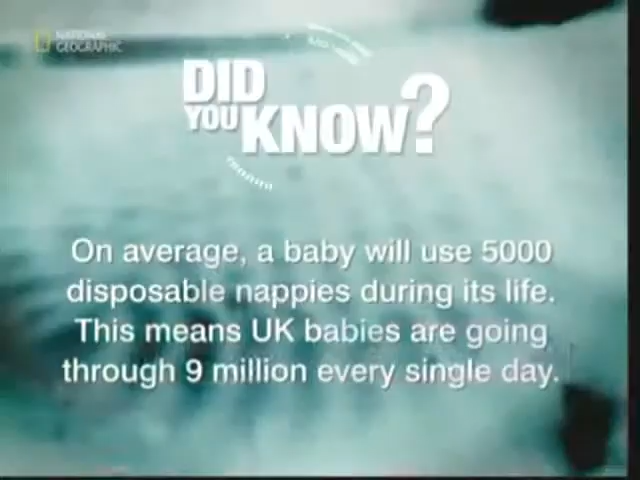 NATIONAL
GEOGRAPHIC
DID
YOU KNOW?
On average, a baby will use 5000
disposable nappies during its life.
This means UK babies are going
through 9 million every single day.